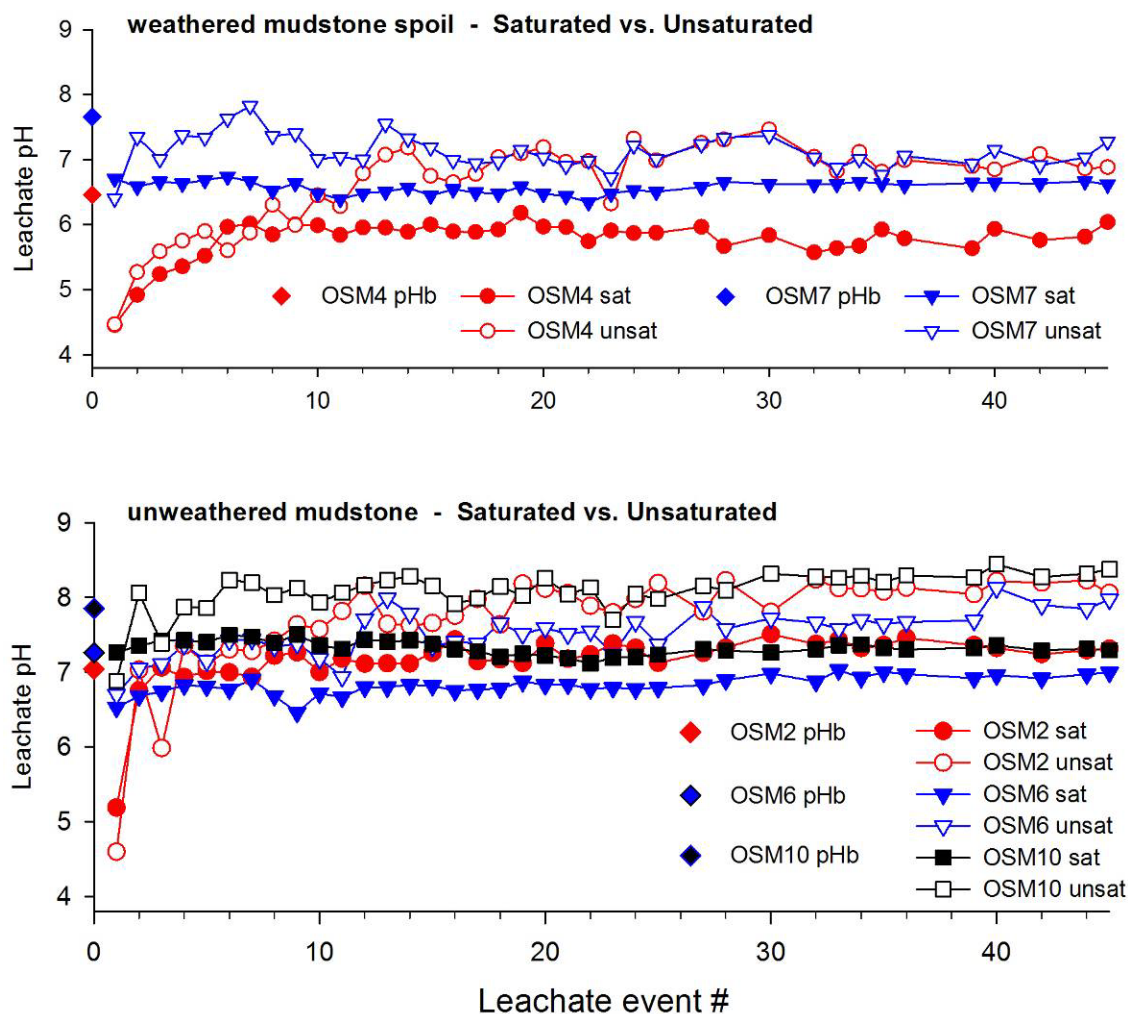 weathered mudstone spoil - Saturated vs. Unsaturated
9
8
7
6
5
4
Leachate pH
OSM4 pHb
OSM4 sat
OSM4 unsat
OSM7 pHb
OSM7 sat
OSM7 unsat
0 10 20 30 40
unweathered mudstone - Saturated vs. Unsaturated
9
8
7
6
5
4
Leachate pH
OSM2 pHb
OSM6 pHb
OSM10 pHb
OSM2 sat
OSM2 unsat
OSM6 sat
OSM6 unsat
OSM10 sat
OSM10 unsat
0 10 20 30 40
Leachate event #